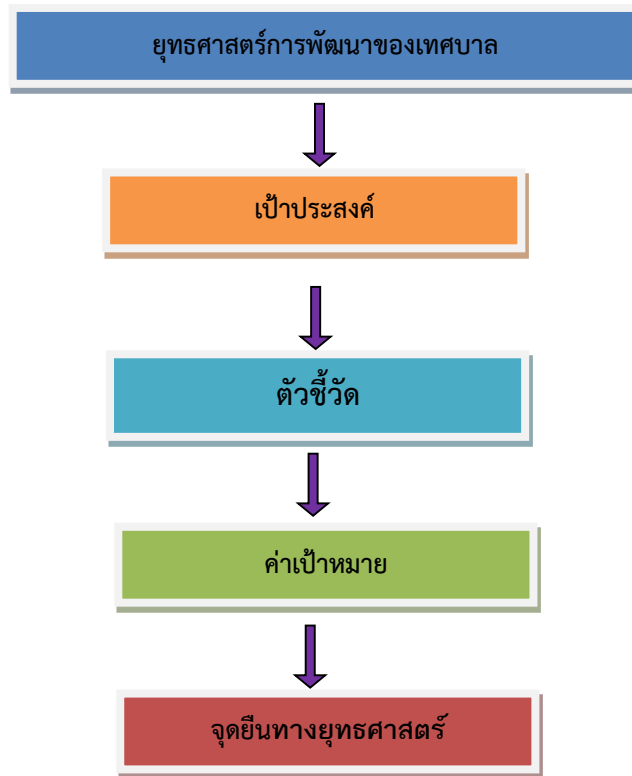 ยุทธศาสตร์การพัฒนาของเทศบาล
เป้าประสงค์
ตัวชี้วัด
ค่าเป้าหมาย
จุดยืนทางยุทธศาสตร์